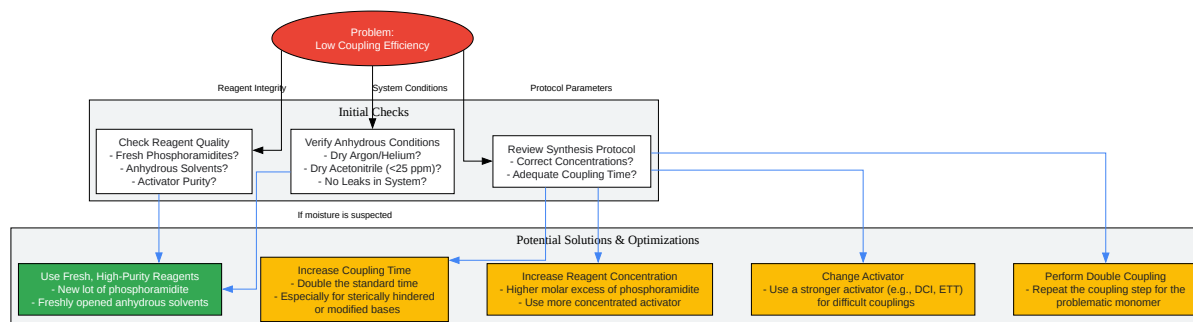 Problem:
Low Coupling Efficiency
Reagent Integrity
System Conditions
Protocol Parameters
Initial Checks
Check Reagent Quality
- Fresh Phosphoramidites?
- Anhydrous Solvents?
- Activator Purity?
Verify Anhydrous Conditions
- Dry Argon/Helium?
- Dry Acetonitrile (<25 ppm)?
- No Leaks in System?
Review Synthesis Protocol
- Correct Concentrations?
- Adequate Coupling Time?
If moisture is suspected
Potential Solutions & Optimizations
Use Fresh, High-Purity Reagents
- New lot of phosphoramidite
- Freshly opened anhydrous solvents
Increase Coupling Time
- Double the standard time
- Especially for sterically hindered
or modified bases
Increase Reagent Concentration
- Higher molar excess of phosphoramidite
- Use more concentrated activator
Change Activator
- Use a stronger activator (e.g., DCI, ETT)
for difficult couplings
Perform Double Coupling
- Repeat the coupling step for the
problematic monomer